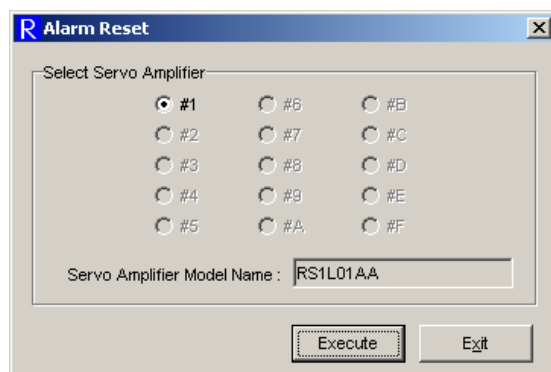 R Alarm Reset
Select Servo Amplifier
#1 #6 #B
#2 #7 #C
#3 #8 #D
#4 #9 #E
#5 #A #F
Servo Amplifier Model Name : RS1L01AA
Execute Exit